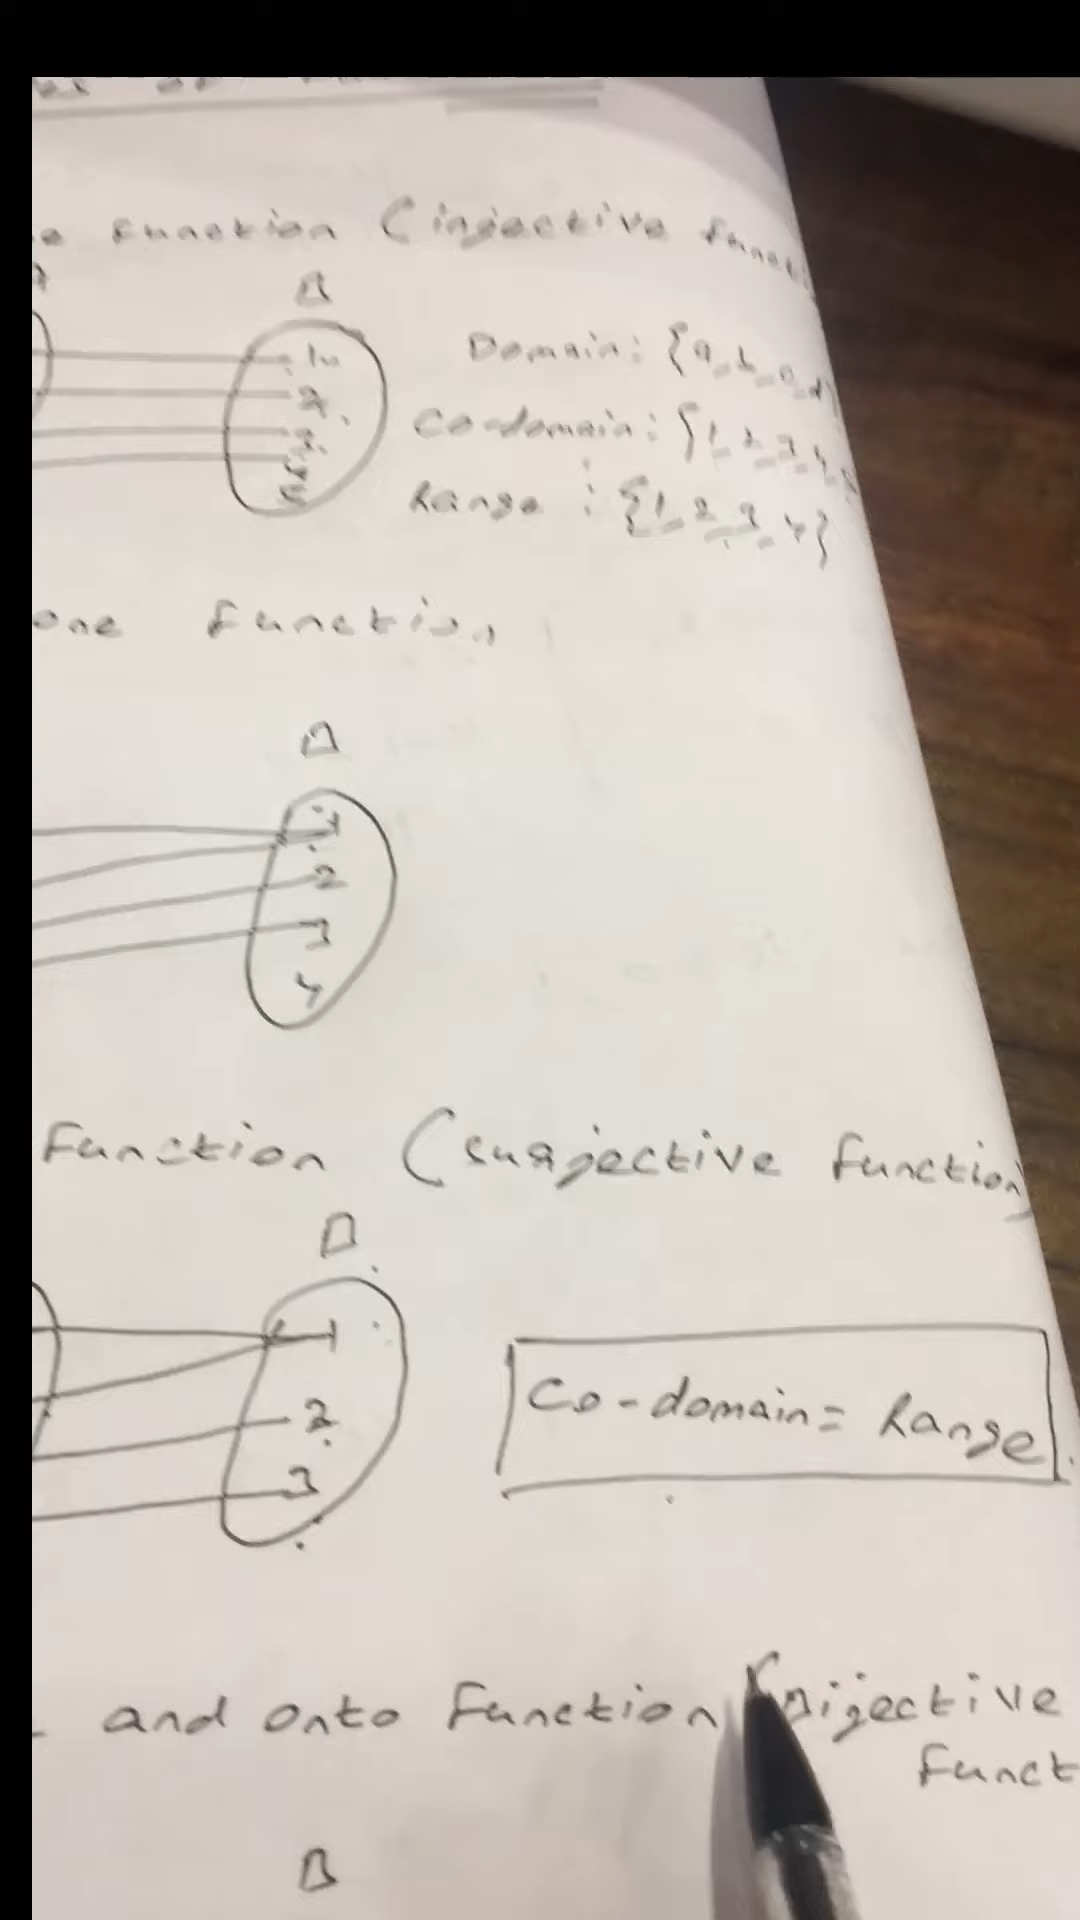 Function (injective functi
B
1
Domain: {a, b, c, d
2
Co-domain: {1, 2, 3, 4, 5
3
4
Range : {1, 2, 3, 4}
5
one function
B
1
2
3
4
Function (surjective function)
B
1
2
Co-domain = Range
3
and onto Function (Bijective
Funct
B